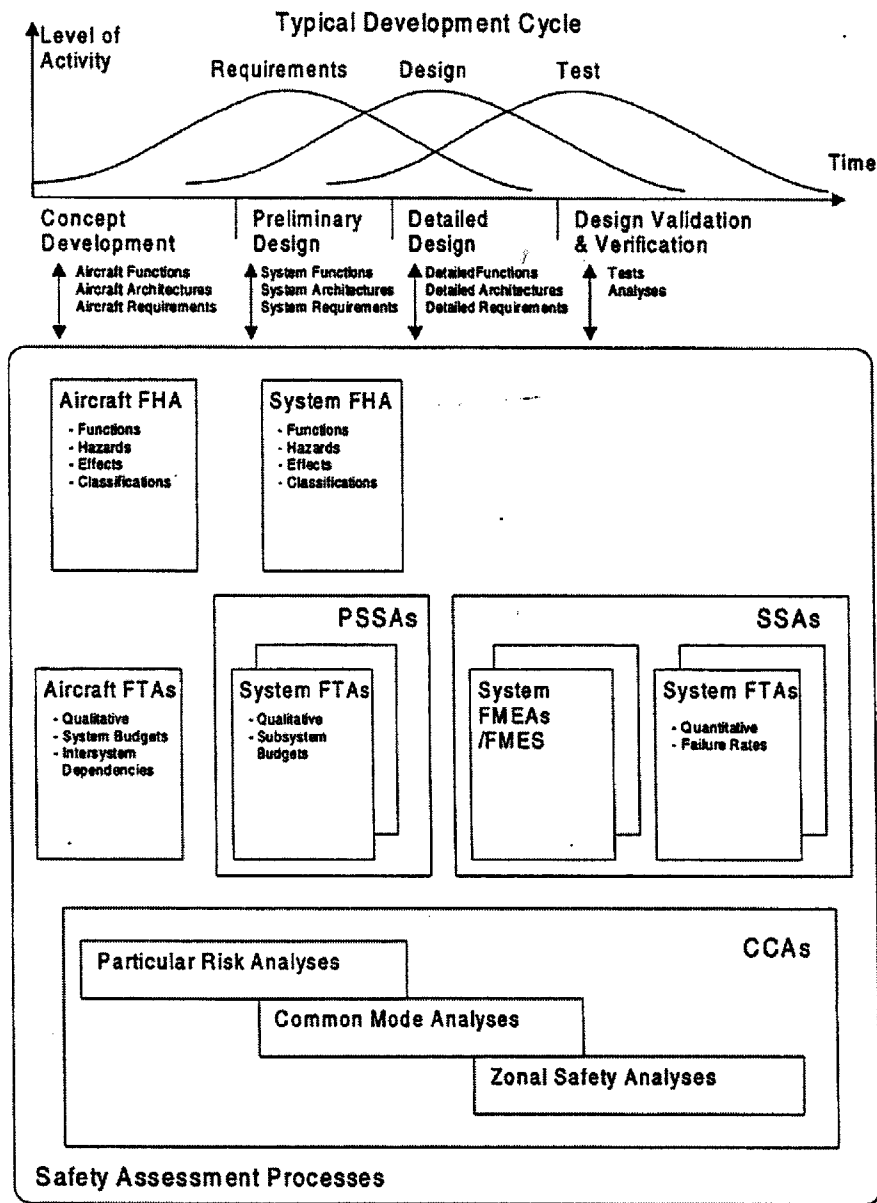 Typical Development Cycle
Level of
Activity
Requirements
Design
Test
Time
Concept
Development
Preliminary
Design
Detailed
Design
Design Validation
& Verification
Aircraft Functions
Aircraft Architectures
Aircraft Requirements
System Functions
System Architectures
System Requirements
DetailedFunctions
Detailed Architectures
Detailed Requirements
Tests
Analyses
Aircraft FHA
- Functions
- Hazards
- Effects
- Classifications
System FHA
- Functions
- Hazards
- Effects
- Classifications
PSSAs
SSAs
Aircraft FTAs
- Qualitative
- System Budgets
- Intersystem
Dependencies
System FTAs
- Qualitative
- Subsystem
Budgets
System
FMEAs
/FMES
System FTAs
- Quantitative
- Failure Rates
CCAs
Particular Risk Analyses
Common Mode Analyses
Zonal Safety Analyses
Safety Assessment Processes